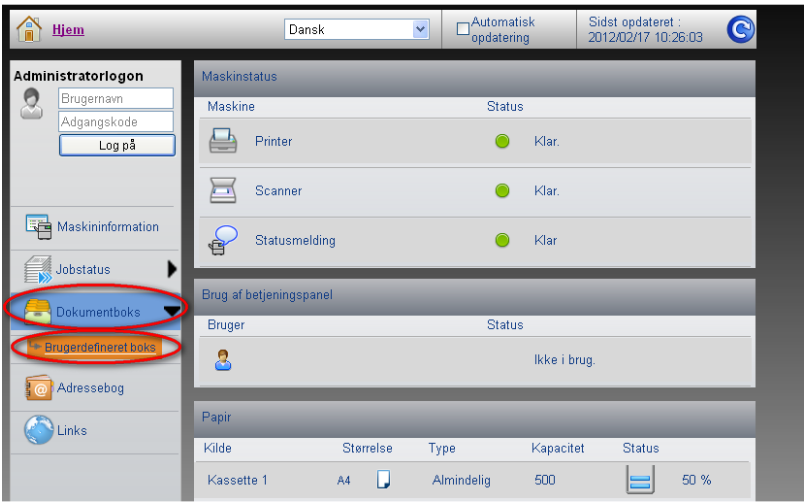 Hjem
Dansk
Automatisk opdatering
Sidst opdateret :
2012/02/17 10:26:03
Administratorlogon
Brugernavn
Adgangskode
Log på
Maskininformation
Jobstatus
Dokumentboks
Brugerdefineret boks
Adressebog
Links
Maskinstatus
Maskine Status
Printer Klar.
Scanner Klar.
Statusmelding Klar
Brug af betjeningspanel
Bruger Status
Ikke i brug.
Papir
Kilde Størrelse Type Kapacitet Status
Kassette 1 A4 Almindelig 500 50 %